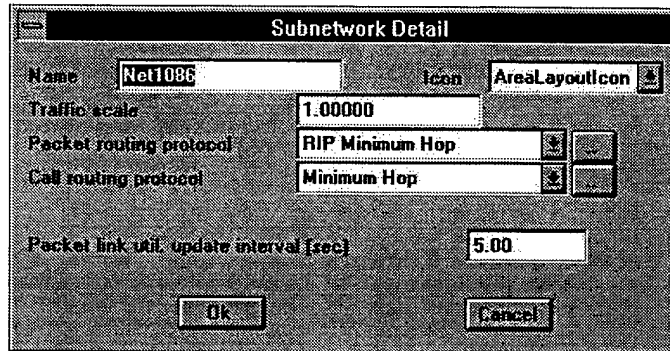 Subnetwork Detail
Name Net1086 Icon AreaLayoutIcon
Traffic scale 1.00000
Packet routing protocol RIP Minimum Hop ..
Call routing protocol Minimum Hop ..
Packet link util. update interval (sec) 5.00
Ok Cancel